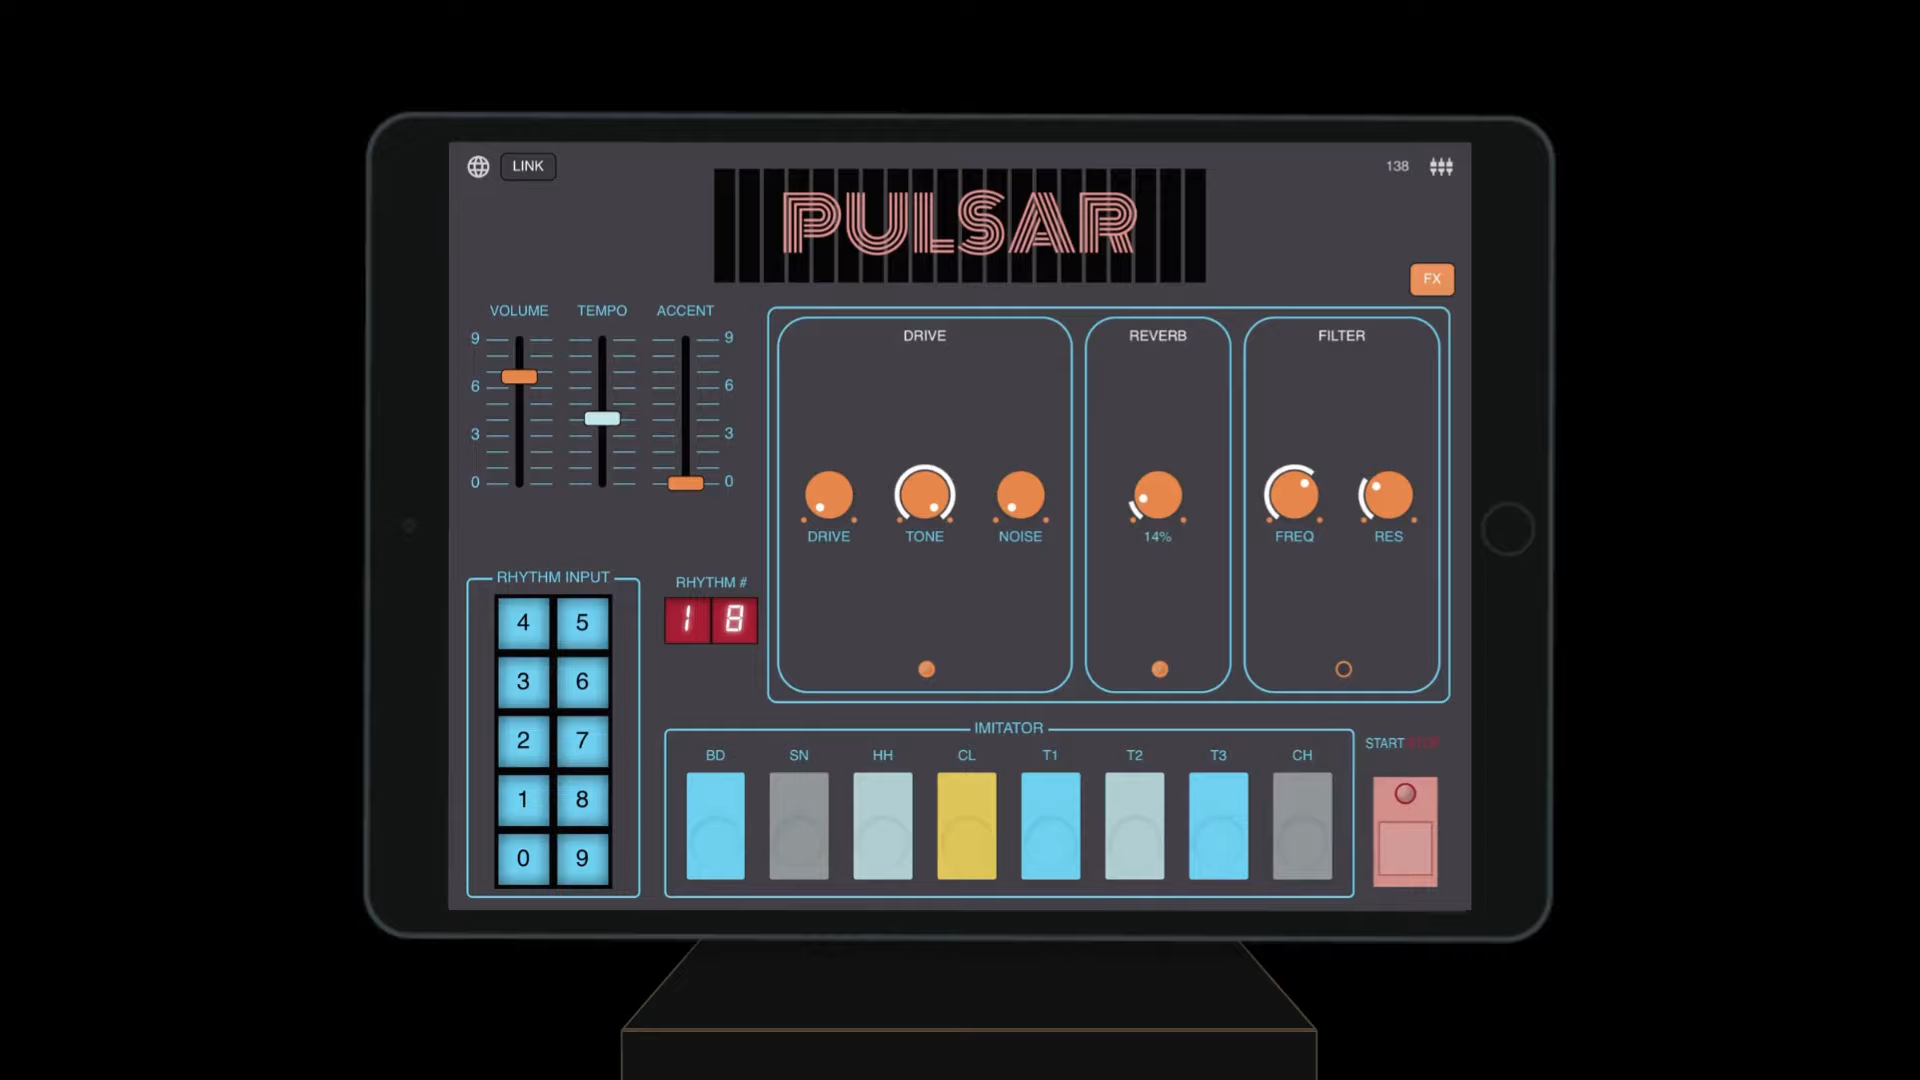 LINK
138
PULSAR
FX
VOLUME TEMPO ACCENT
9 9
6 6
3 3
0 0
DRIVE
DRIVE TONE NOISE
REVERB
14%
FILTER
FREQ RES
RHYTHM INPUT
4 5
3 6
2 7
1 8
0 9
RHYTHM #
18
IMITATOR
BD SN HH CL T1 T2 T3 CH
START STOP